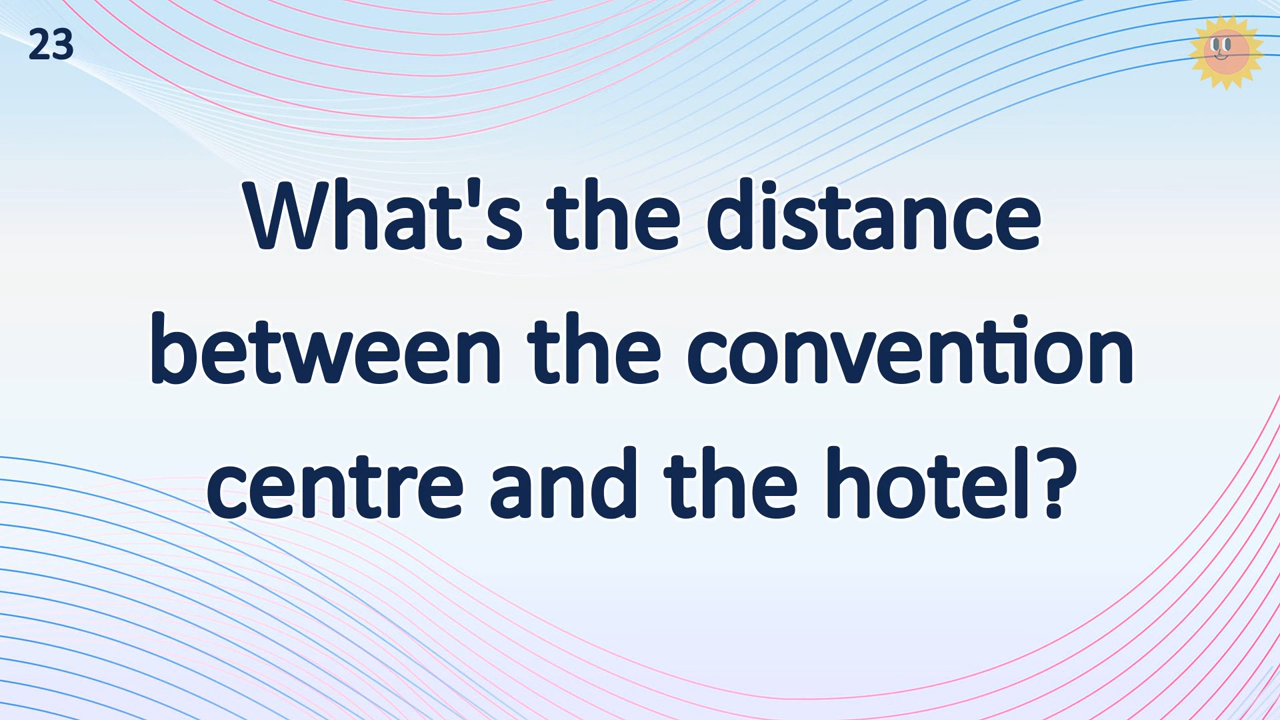 23
What's the distance
between the convention
centre and the hotel?